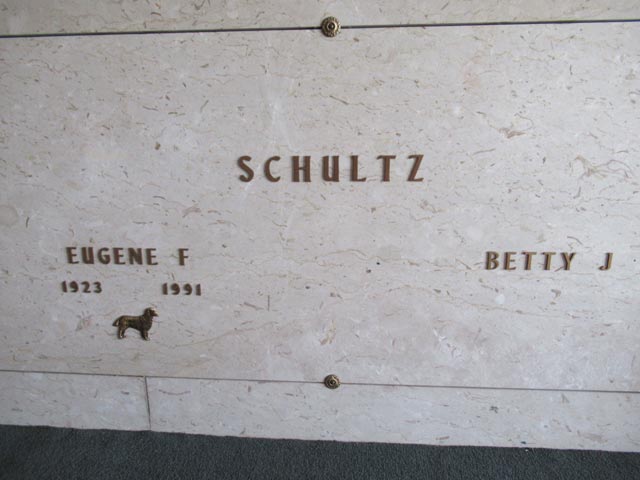 SCHULTZ
EUGENE F
BETTY J
1923 1991